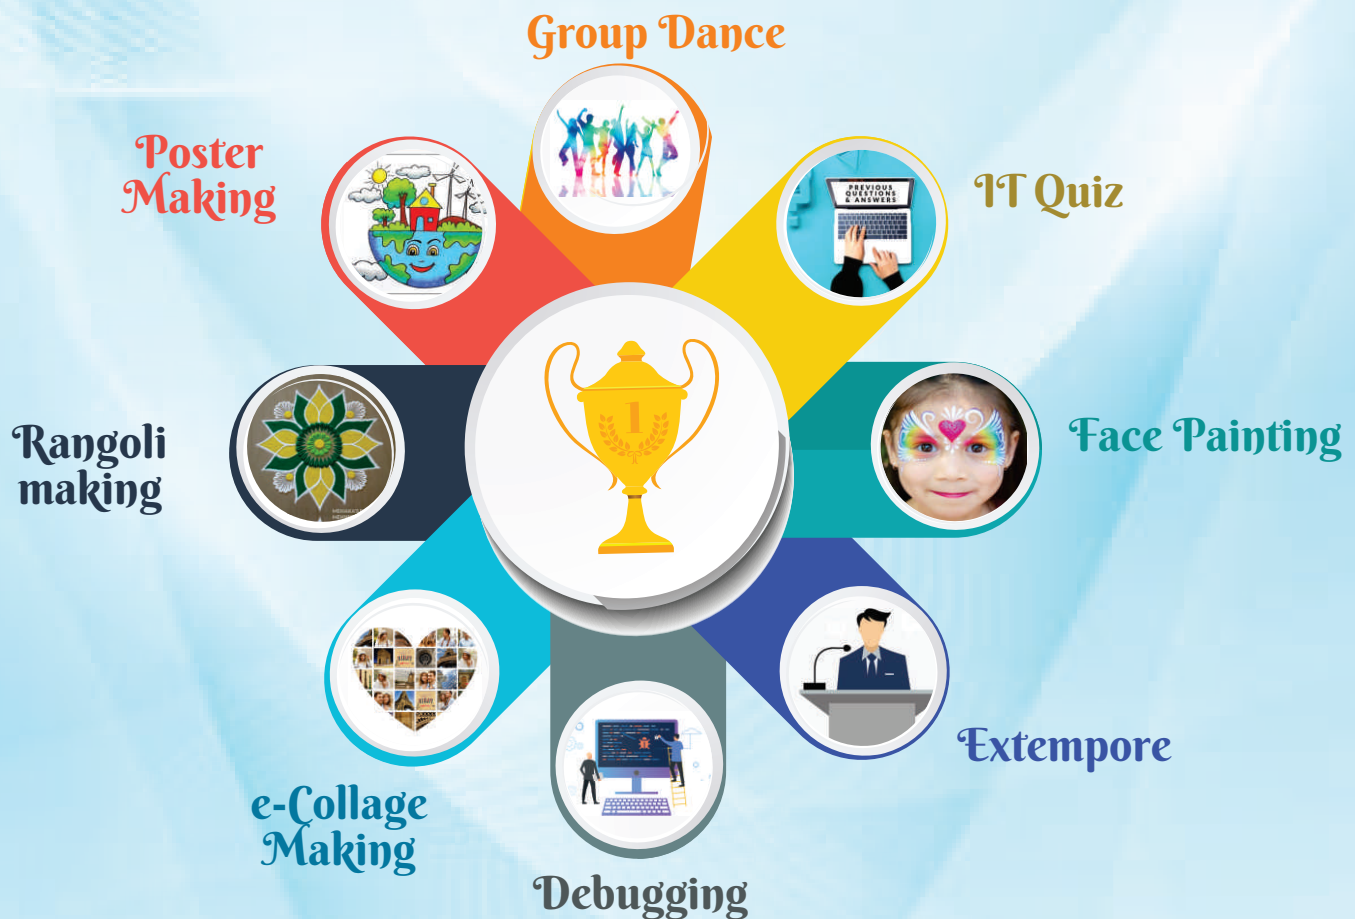 Group Dance
Poster
Making
IT Quiz
PREVIOUS
QUESTIONS
& ANSWERS
Rangoli
making
1
Face Painting
e-Collage
Making
Extempore
Debugging